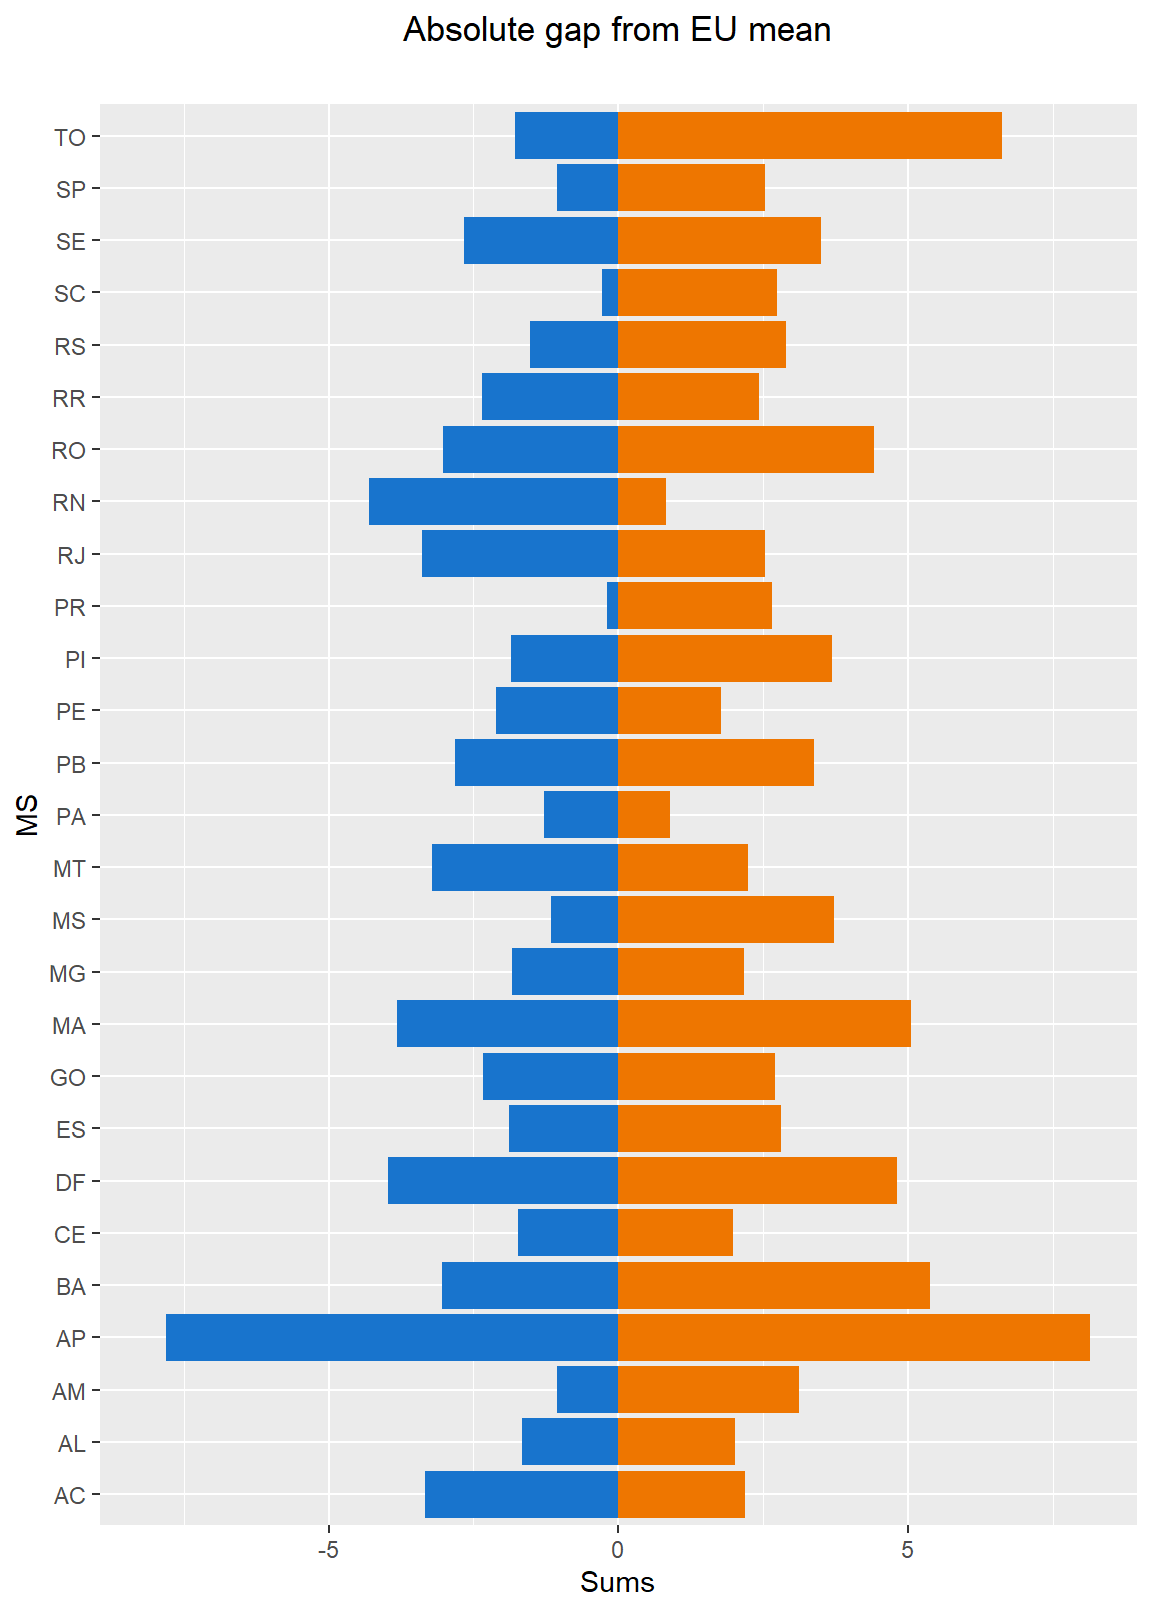 Absolute gap from EU mean
TO
SP
SE
SC
RS
RR
RO
RN
RJ
PR
PI
PE
PB
PA
MT
MS
MG
MA
GO
ES
DF
CE
BA
AP
AM
AL
AC
MS
-5 0 5
Sums